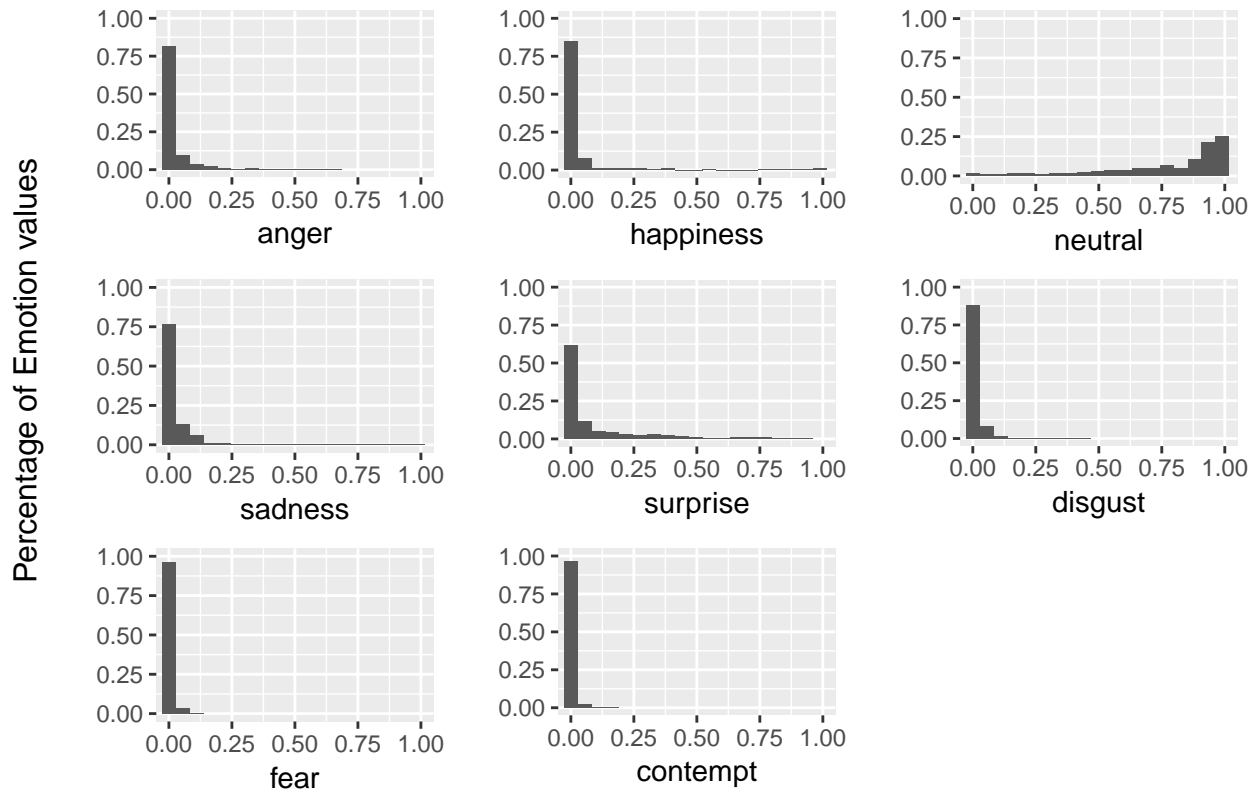 Percentage of Emotion values
1.00 1.00 1.00
0.75 0.75 0.75
0.50 0.50 0.50
0.25 0.25 0.25
0.00 0.00 0.00
0.00 0.25 0.50 0.75 1.00 0.00 0.25 0.50 0.75 1.00 0.00 0.25 0.50 0.75 1.00
anger happiness neutral
1.00 1.00 1.00
0.75 0.75 0.75
0.50 0.50 0.50
0.25 0.25 0.25
0.00 0.00 0.00
0.00 0.25 0.50 0.75 1.00 0.00 0.25 0.50 0.75 1.00 0.00 0.25 0.50 0.75 1.00
sadness surprise disgust
1.00 1.00
0.75 0.75
0.50 0.50
0.25 0.25
0.00 0.00
0.00 0.25 0.50 0.75 1.00 0.00 0.25 0.50 0.75 1.00
fear contempt